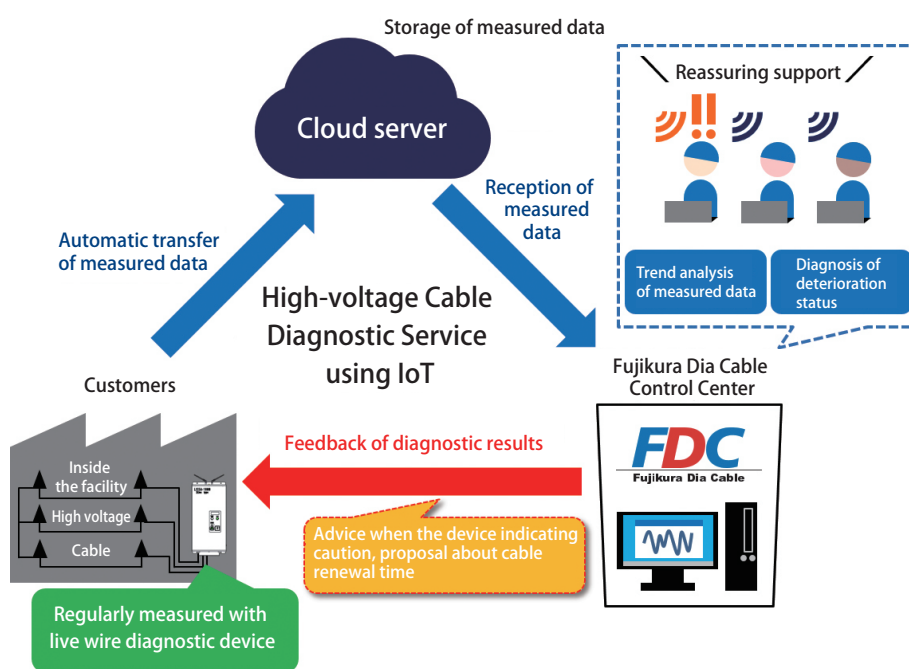 Storage of measured data
Cloud server
Reassuring support
!!
Reception of
measured
data
Automatic transfer
of measured data
Trend analysis
of measured data
Diagnosis of
deterioration
status
High-voltage Cable
Diagnostic Service
using IoT
Customers
Fujikura Dia Cable
Control Center
Feedback of diagnostic results
FDC
Fujikura Dia Cable
Inside
the facility
High voltage
Cable
Advice when the device indicating
caution, proposal about cable
renewal time
Regularly measured with
live wire diagnostic device